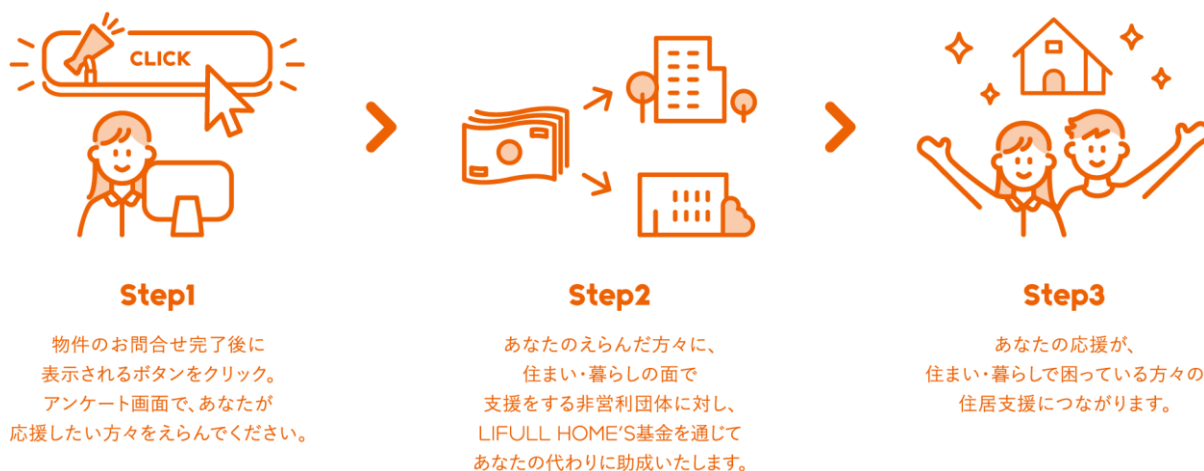 CLICK
Step1
物件のお問合せ完了後に
表示されるボタンをクリック。
アンケート画面で、あなたが
応援したい方々をえらんでください。
Step2
あなたのえらんだ方々に、
住まい・暮らしの面で
支援をする非営利団体に対し、
LIFULL HOME'S基金を通じて
あなたの代わりに助成いたします。
Step3
あなたの応援が、
住まい・暮らしで困っている方々の
住居支援につながります。